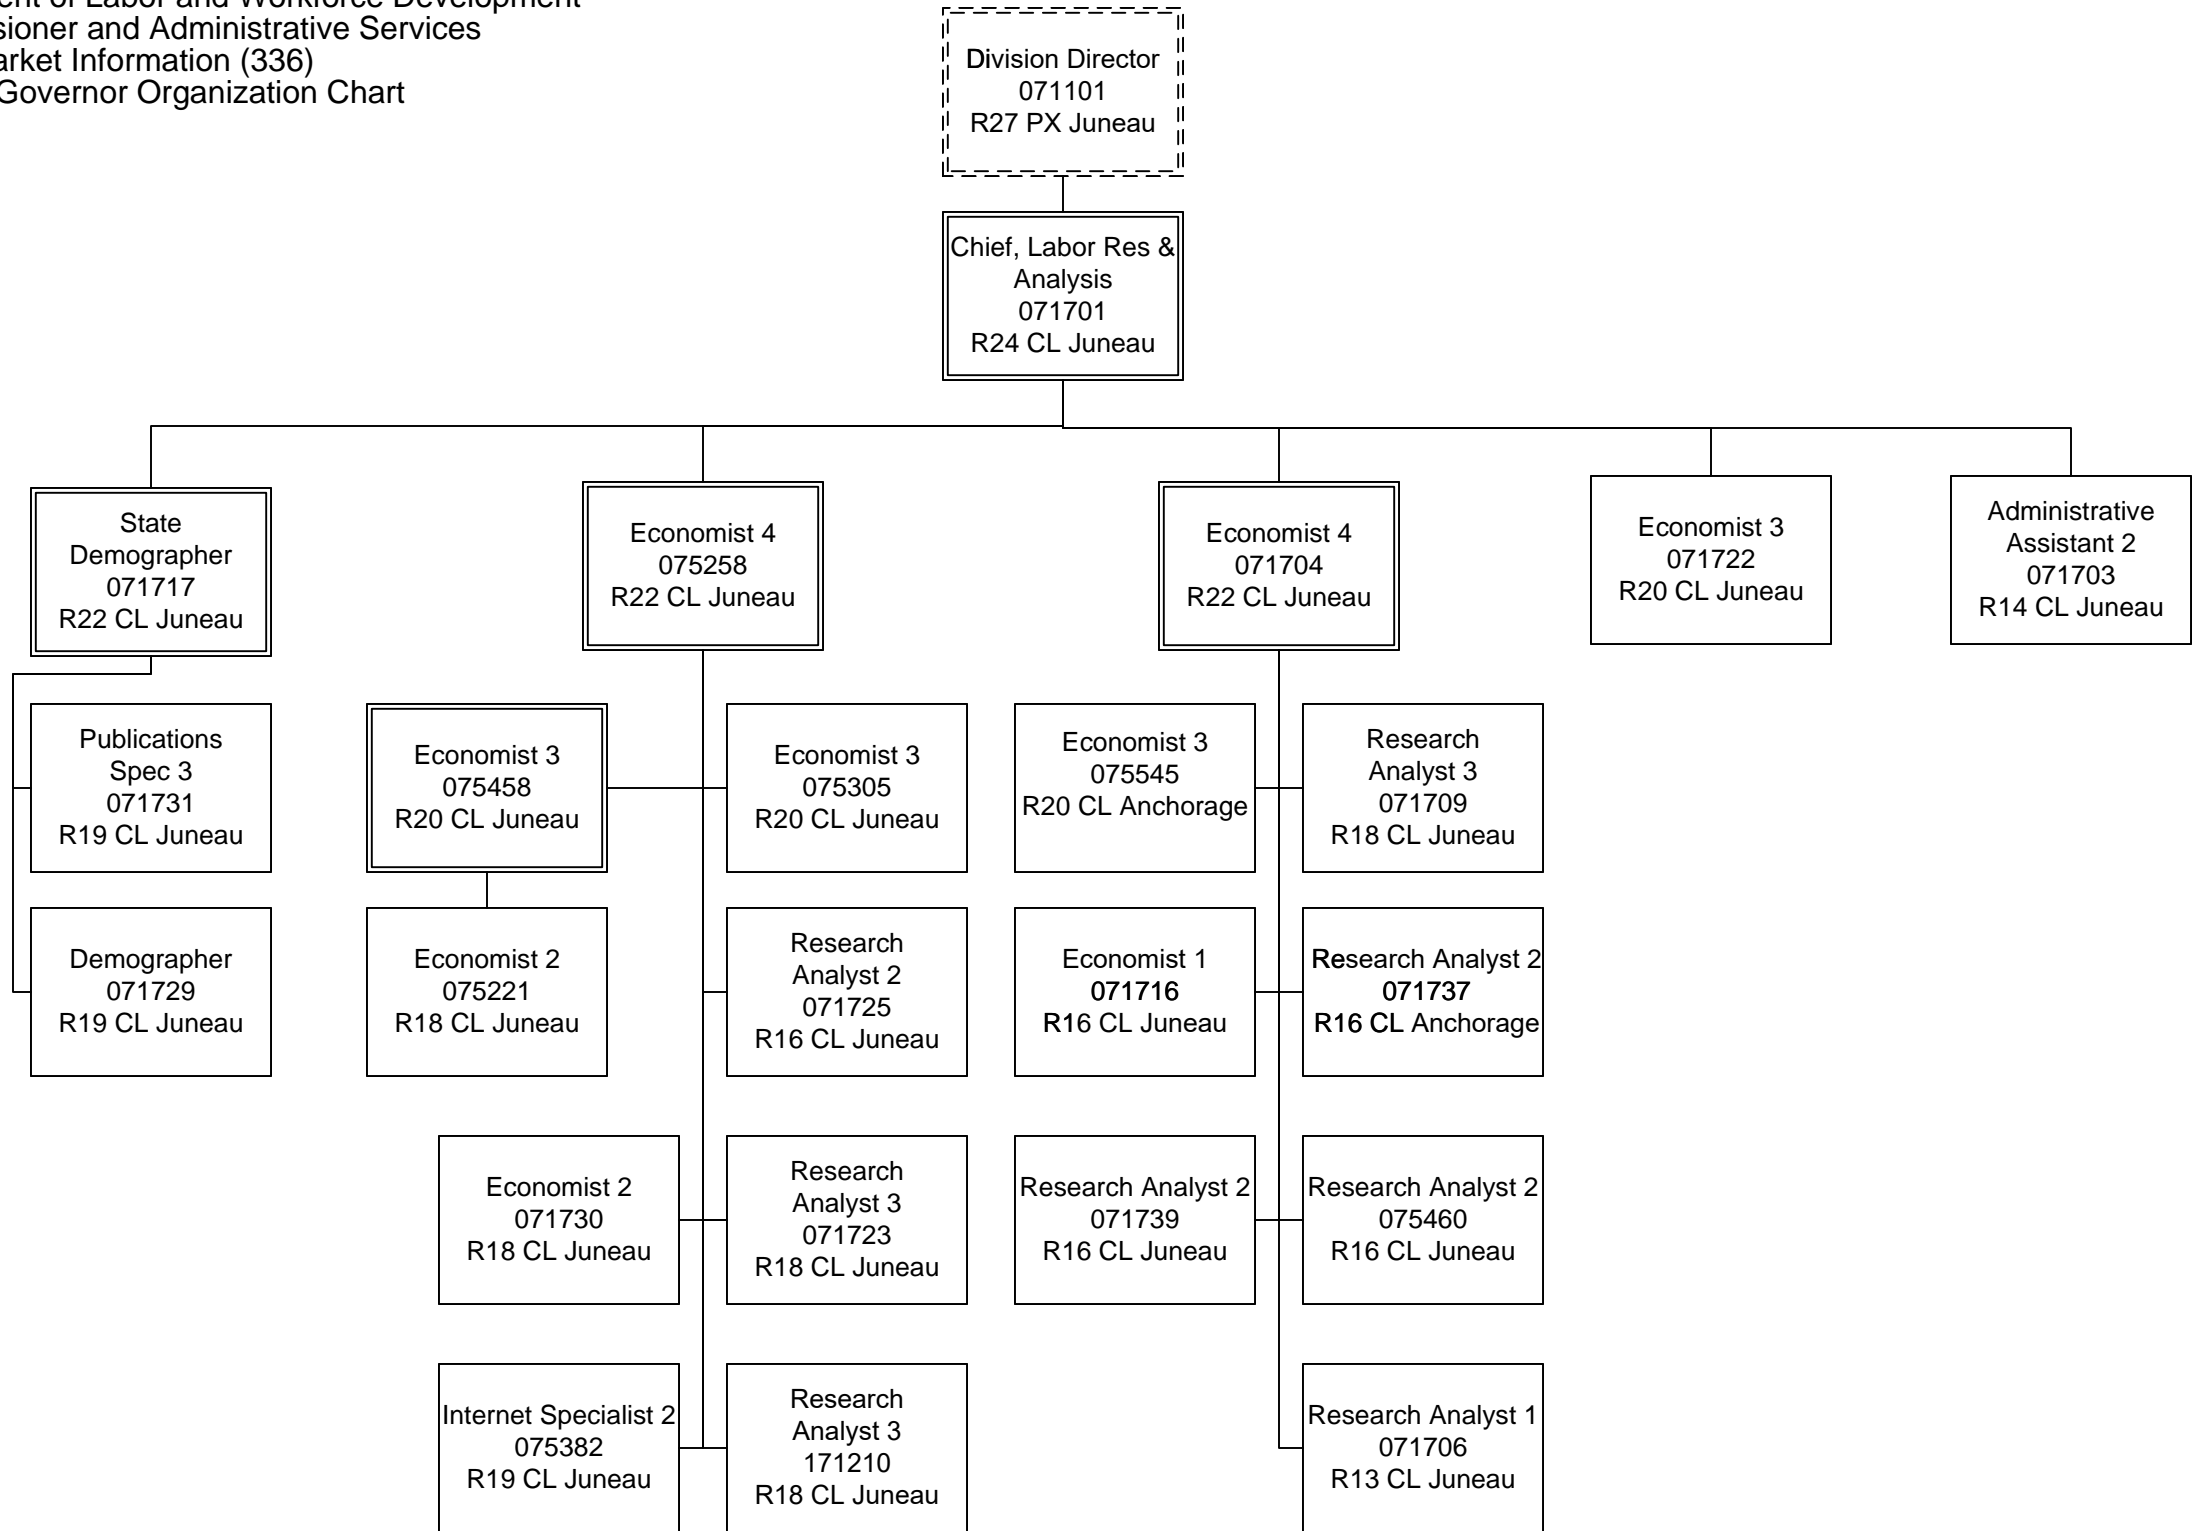 of Labor and Workforce Development
and Administrative Services
Information (336)
Governor Organization Chart
Division Director
071101
R27 PX Juneau
Chief, Labor Res &
Analysis
071701
R24 CL Juneau
State
Demographer
071717
R22 CL Juneau
Economist 4
075258
R22 CL Juneau
Economist 4
071704
R22 CL Juneau
Economist 3
071722
R20 CL Juneau
Administrative
Assistant 2
071703
R14 CL Juneau
Publications
Spec 3
071731
R19 CL Juneau
Economist 3
075458
R20 CL Juneau
Economist 3
075305
R20 CL Juneau
Economist 3
075545
R20 CL Anchorage
Research
Analyst 3
071709
R18 CL Juneau
Demographer
071729
R19 CL Juneau
Economist 2
075221
R18 CL Juneau
Research
Analyst 2
071725
R16 CL Juneau
Economist 1
071716
R16 CL Juneau
Research Analyst 2
071737
R16 CL Anchorage
Economist 2
071730
R18 CL Juneau
Research
Analyst 3
071723
R18 CL Juneau
Research Analyst 2
071739
R16 CL Juneau
Research Analyst 2
075460
R16 CL Juneau
Internet Specialist 2
075382
R19 CL Juneau
Research
Analyst 3
171210
R18 CL Juneau
Research Analyst 1
071706
R13 CL Juneau